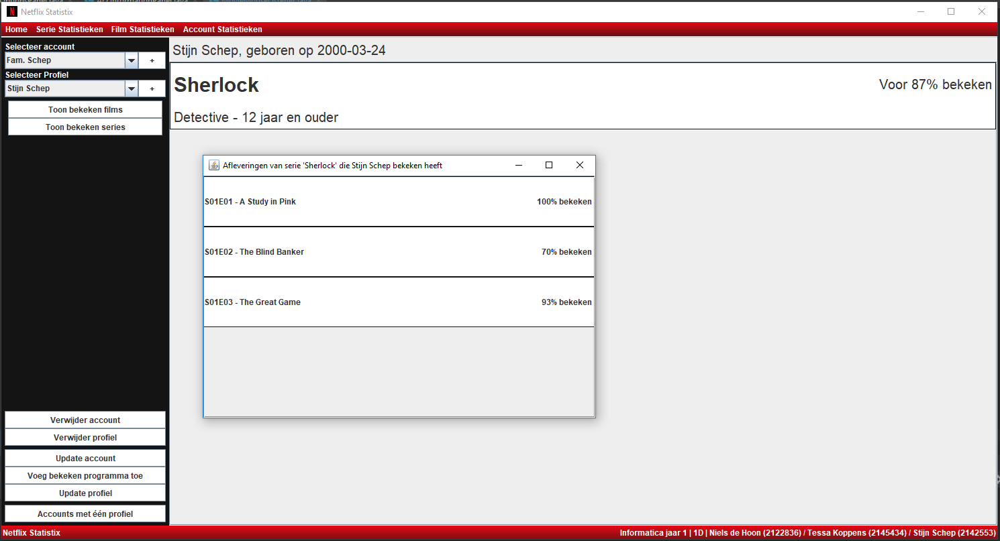 Netflix Statistix
Home Serie Statistieken Film Statistieken Account Statistieken
Selecteer account
Fam. Schep
+
Selecteer Profiel
Stijn Schep
+
Toon bekeken films
Toon bekeken series
Verwijder account
Verwijder profiel
Update account
Voeg bekeken programma toe
Update profiel
Accounts met één profiel
Stijn Schep, geboren op 2000-03-24
Sherlock
Voor 87% bekeken
Detective - 12 jaar en ouder
Afleveringen van serie 'Sherlock' die Stijn Schep bekeken heeft
S01E01 - A Study in Pink 100% bekeken
S01E02 - The Blind Banker 70% bekeken
S01E03 - The Great Game 93% bekeken
Netflix Statistix
Informatica jaar 1 | 1D | Niels de Hoon (2122836) / Tessa Koppens (2145434) / Stijn Schep (2142553)